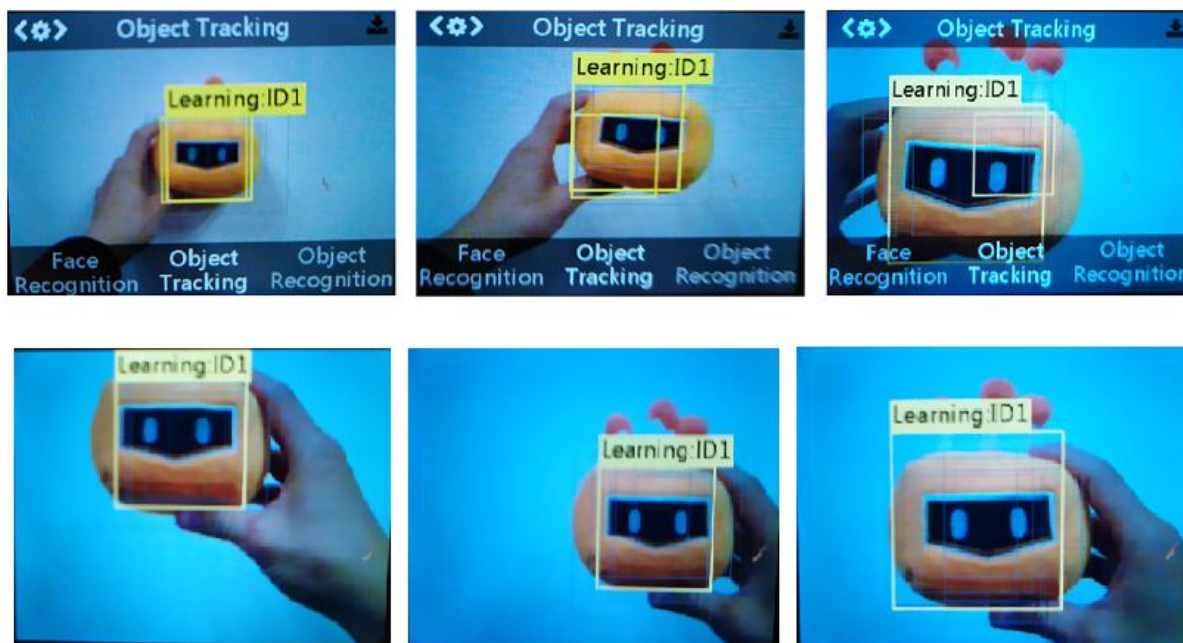 Object Tracking
Learning:ID1
Face
Recognition
Object
Tracking
Object
Recognition
Object Tracking
Learning:ID1
Face
Recognition
Object
Tracking
Object
Recognition
Object Tracking
Learning:ID1
Face
Recognition
Object
Tracking
Object
Recognition
Learning:ID1
Learning:ID1
Learning:ID1